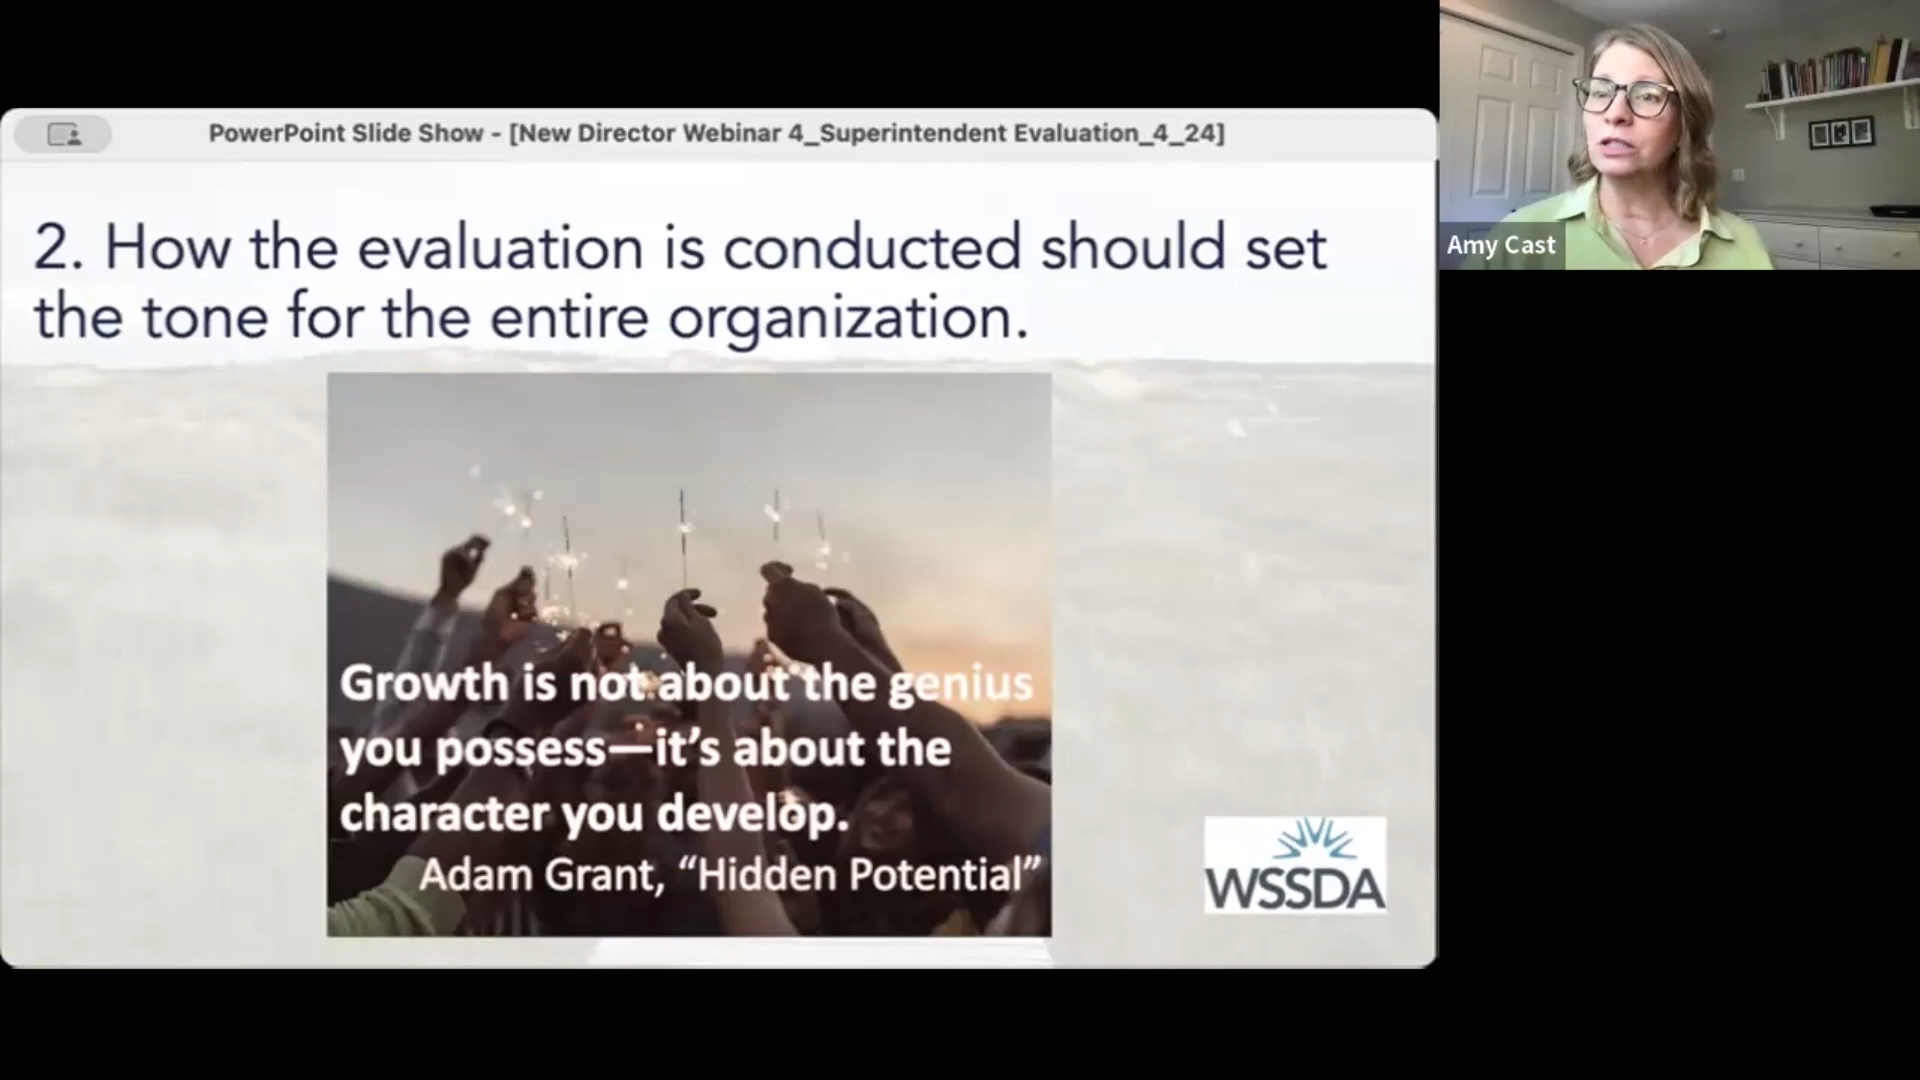 PowerPoint Slide Show - [New Director Webinar 4_Superintendent Evaluation_4_24]
Amy Cast
2. How the evaluation is conducted should set
the tone for the entire organization.
Growth is not about the genius
you possess—it’s about the
character you develop.
Adam Grant, “Hidden Potential”
WSSDA